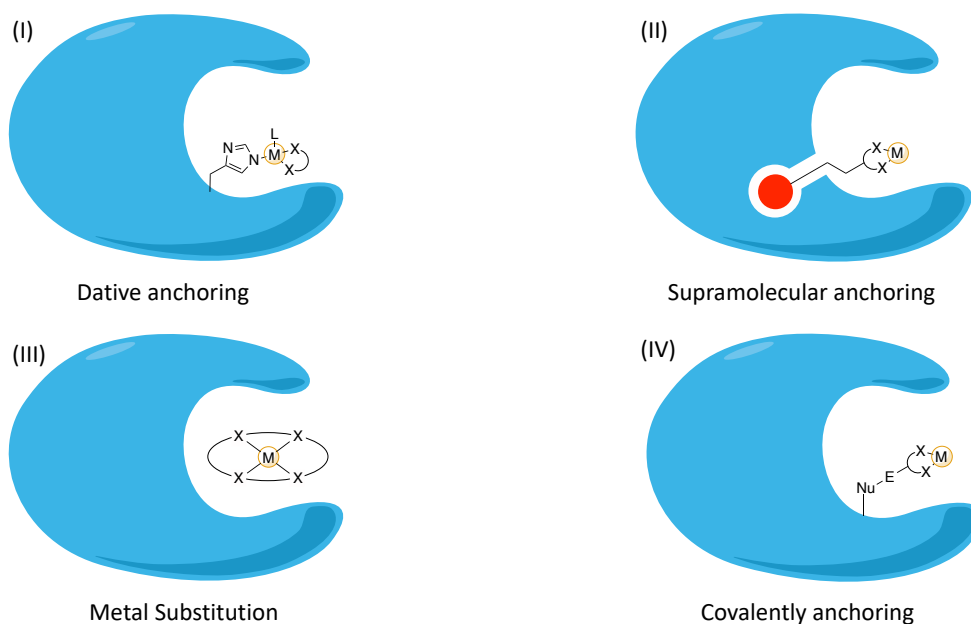 (I)
N
N
L
M
X
X
Dative anchoring
(II)
X
X
M
Supramolecular anchoring
(III)
X
X
M
X
X
Metal Substitution
(IV)
X
M
X
E
Nu
Covalently anchoring